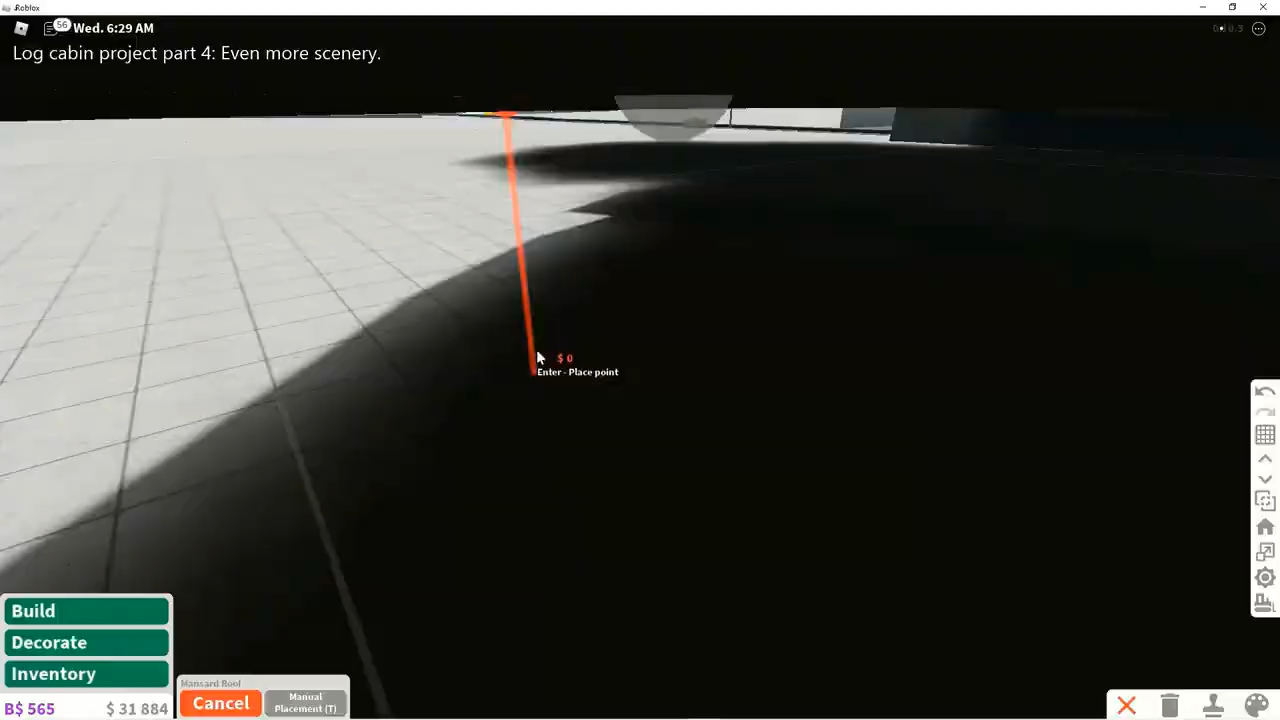 Roblox
56
Wed. 6:29 AM
Log cabin project part 4: Even more scenery.
$ 0
Enter - Place point
Build
Decorate
Inventory
Mansard Roof
Cancel
Manual
Placement (T)
B$ 565
$ 31 884